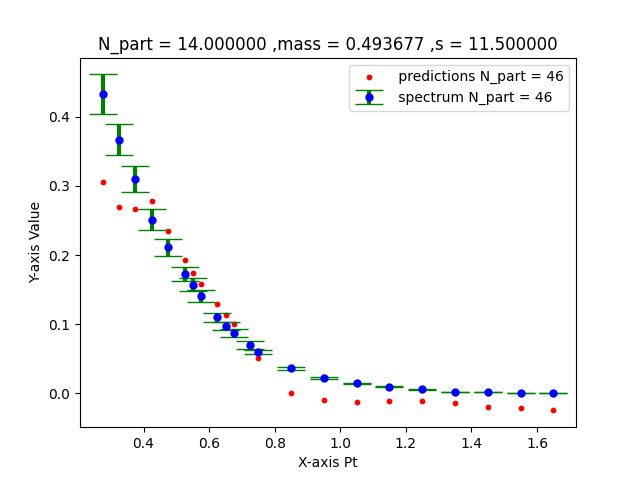 N_part = 14.000000 ,mass = 0.493677 ,s = 11.500000
predictions N_part = 46
spectrum N_part = 46
Y-axis Value
0.4
0.3
0.2
0.1
0.0
0.4 0.6 0.8 1.0 1.2 1.4 1.6
X-axis Pt